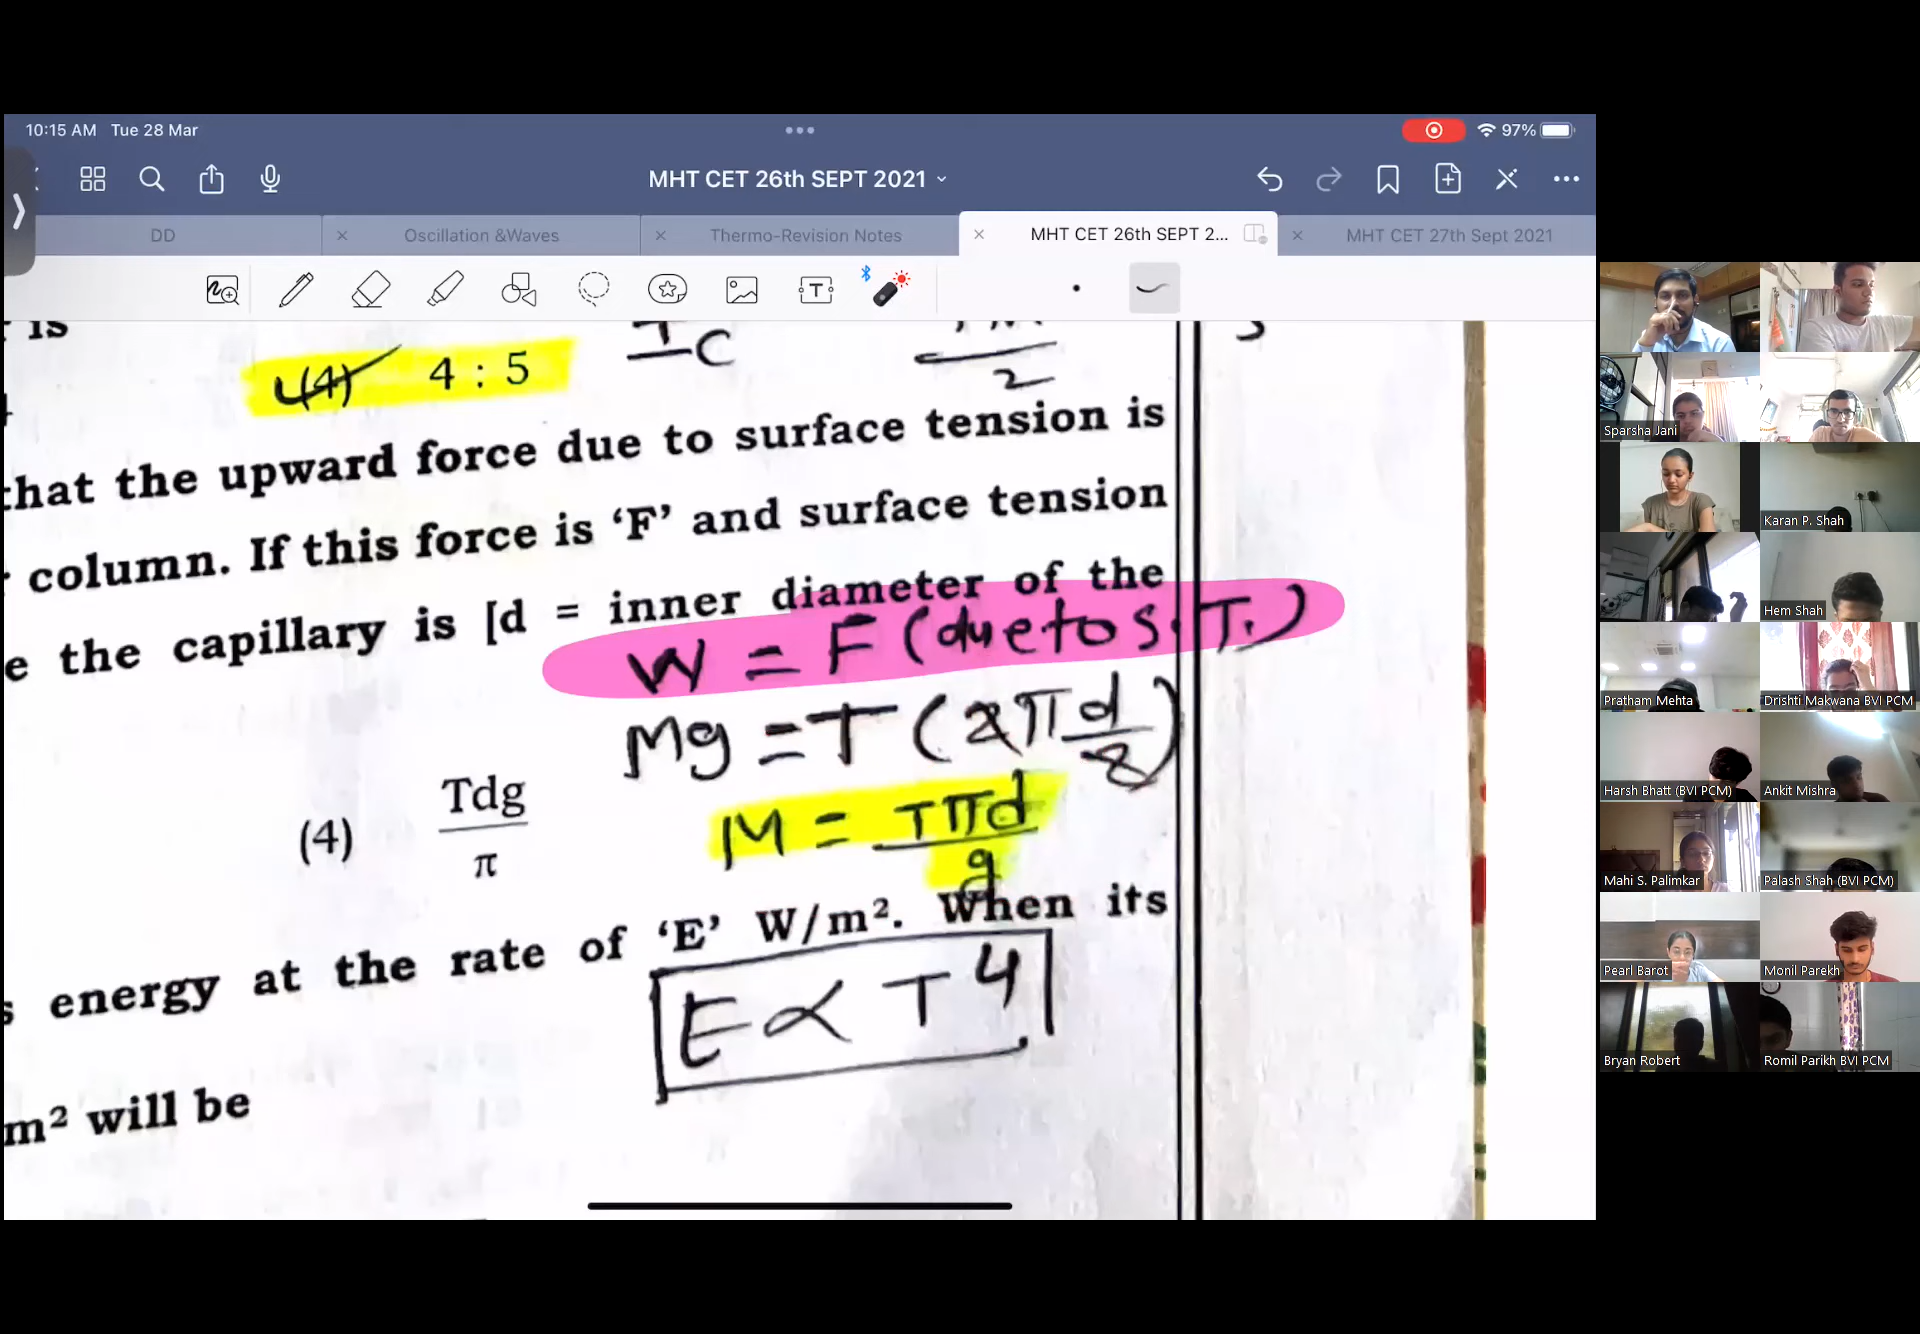 10:15 AM Tue 28 Mar
97%
MHT CET 26th SEPT 2021
DD
Oscillation &Waves
Thermo-Revision Notes
MHT CET 26th SEPT 2...
MHT CET 27th Sept 2021
is
(4) 4 : 5
C
2
that the upward force due to surface tension is
column. If this force is ‘F’ and surface tension
e the capillary is [d = inner diameter of the
W = F (due to S.T.)
Mg = T (2π d/2)
(4) Tdg/π
M = Tπd/g
s energy at the rate of ‘E’ W/m². When its
E ∝ T⁴
m² will be
Sparsha Jani
Karan P. Shah
Hem Shah
Pratham Mehta
Drishti Makwana BVI PCM
Harsh Bhatt (BVI PCM)
Ankit Mishra
Mahi S. Palimkar
Palash Shah (BVI PCM)
Pearl Barot
Monil Parekh
Bryan Robert
Romil Parikh BVI PCM